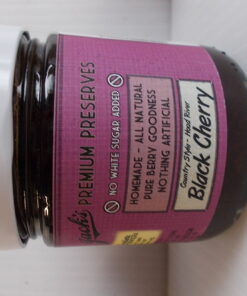 PREMIUM PRESERVES
NO WHITE SUGAR ADDED
HOMEMADE - ALL NATURAL
PURE BERRY GOODNESS
NOTHING ARTIFICIAL
Country Style - Hood River
Black Cherry